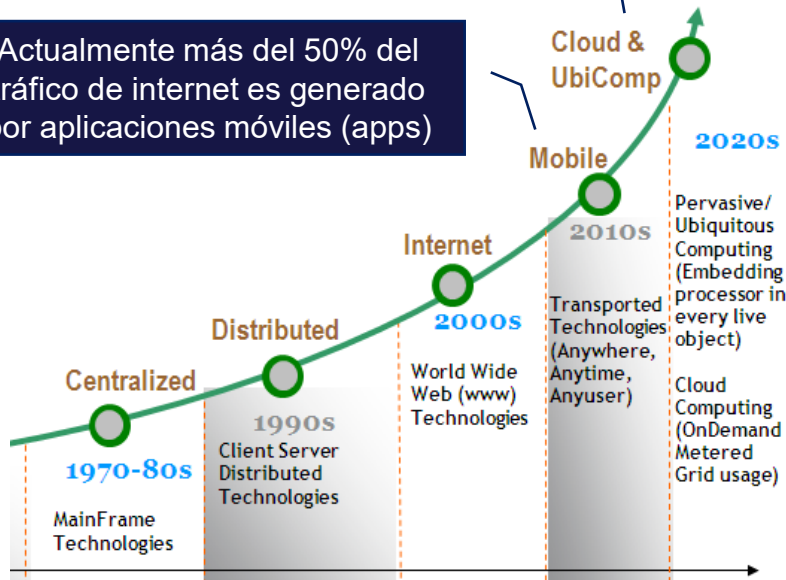 Actualmente más del 50% del
tráfico de internet es generado
por aplicaciones móviles (apps)
Cloud &
UbiComp
2020s
Mobile
Pervasive/
Ubiquitous
Computing
(Embedding
processor in
every live
object)
Cloud
Computing
(OnDemand
Metered
Grid usage)
2010s
Transported
Technologies
(Anywhere,
Anytime,
Anyuser)
Internet
2000s
World Wide
Web (www)
Technologies
Distributed
1990s
Client Server
Distributed
Technologies
Centralized
1970-80s
MainFrame
Technologies